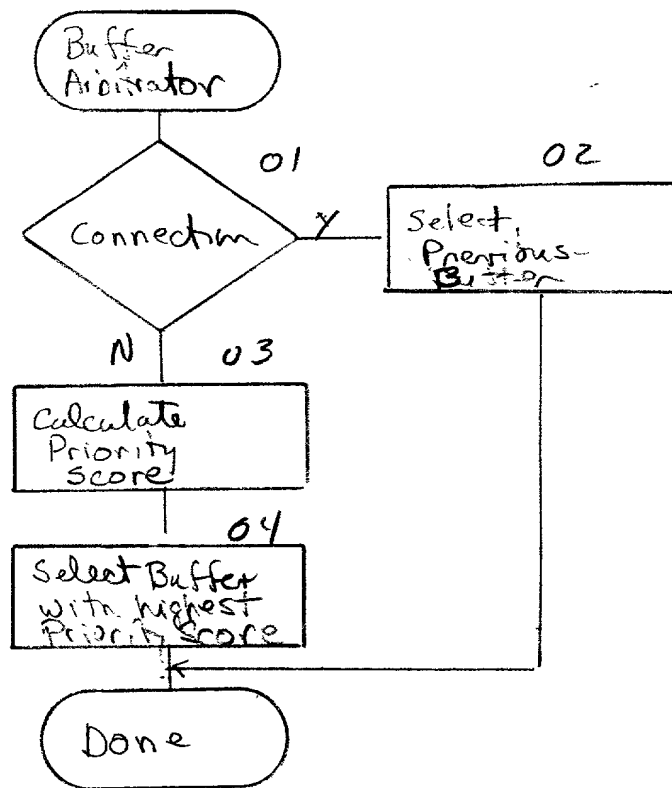 Buffer
Arbitrator
01
Connection
Y
02
Select
Previous
Buffer
N
03
Calculate
Priority
Score
04
Select Buffer
with highest
Priority Score
Done